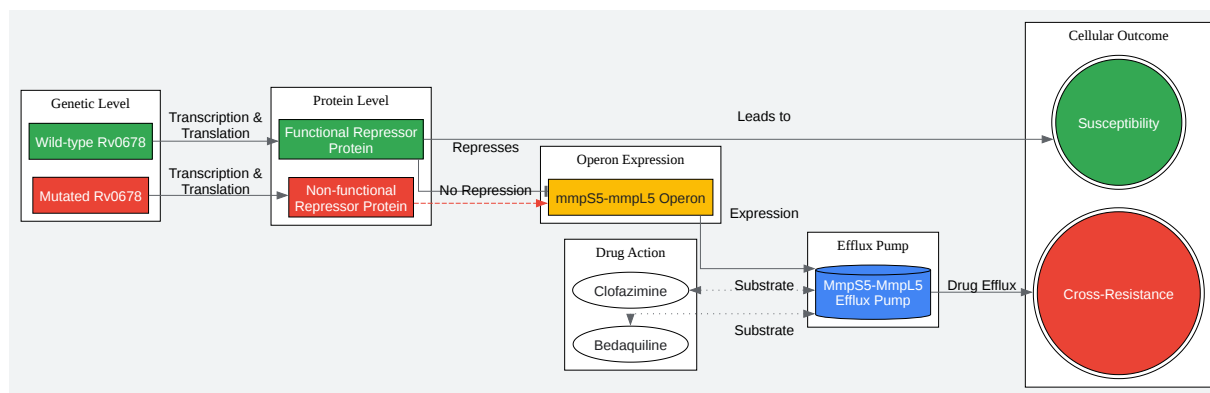 Cellular Outcome
Genetic Level
Protein Level
Transcription &
Translation
Leads to
Wild-type Rv0678
Functional Repressor
Protein
Susceptibility
Represses
Operon Expression
Transcription &
Translation
Mutated Rv0678
Non-functional
Repressor Protein
No Repression
mmpS5-mmpL5 Operon
Expression
Drug Action
Efflux Pump
Clofazimine
Substrate
MmpS5-MmpL5
Efflux Pump
Drug Efflux
Cross-Resistance
Substrate
Bedaquiline